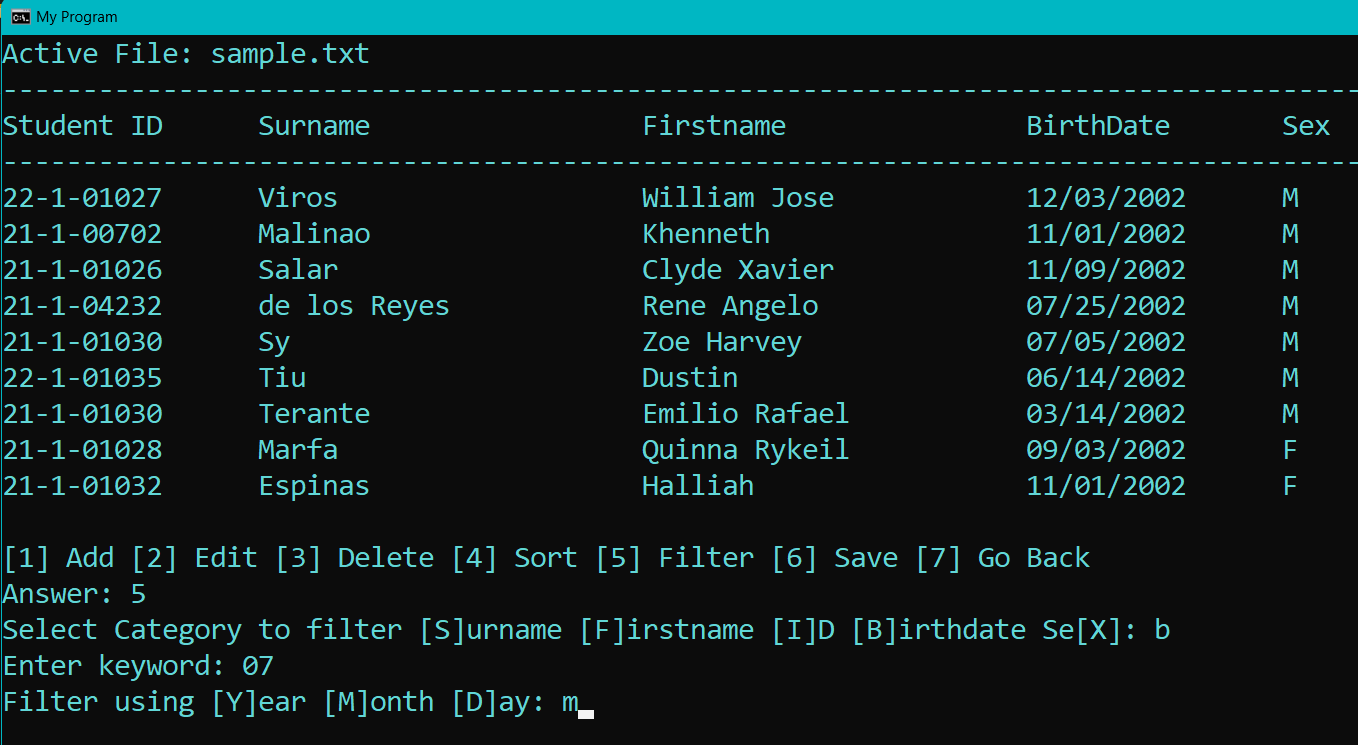 My Program
Active File: sample.txt
-------------------------------------------------------------------------------------
Student ID      Surname                 Firstname               BirthDate       Sex
-------------------------------------------------------------------------------------
22-1-01027      Viros                   William Jose            12/03/2002      M
21-1-00702      Malinao                 Khenneth                11/01/2002      M
21-1-01026      Salar                   Clyde Xavier            11/09/2002      M
21-1-04232      de los Reyes            Rene Angelo             07/25/2002      M
21-1-01030      Sy                      Zoe Harvey              07/05/2002      M
22-1-01035      Tiu                     Dustin                  06/14/2002      M
21-1-01030      Terante                 Emilio Rafael           03/14/2002      M
21-1-01028      Marfa                   Quinna Rykeil           09/03/2002      F
21-1-01032      Espinas                 Halliah                 11/01/2002      F
[1] Add [2] Edit [3] Delete [4] Sort [5] Filter [6] Save [7] Go Back
Answer: 5
Select Category to filter [S]urname [F]irstname [I]D [B]irthdate Se[X]: b
Enter keyword: 07
Filter using [Y]ear [M]onth [D]ay: m